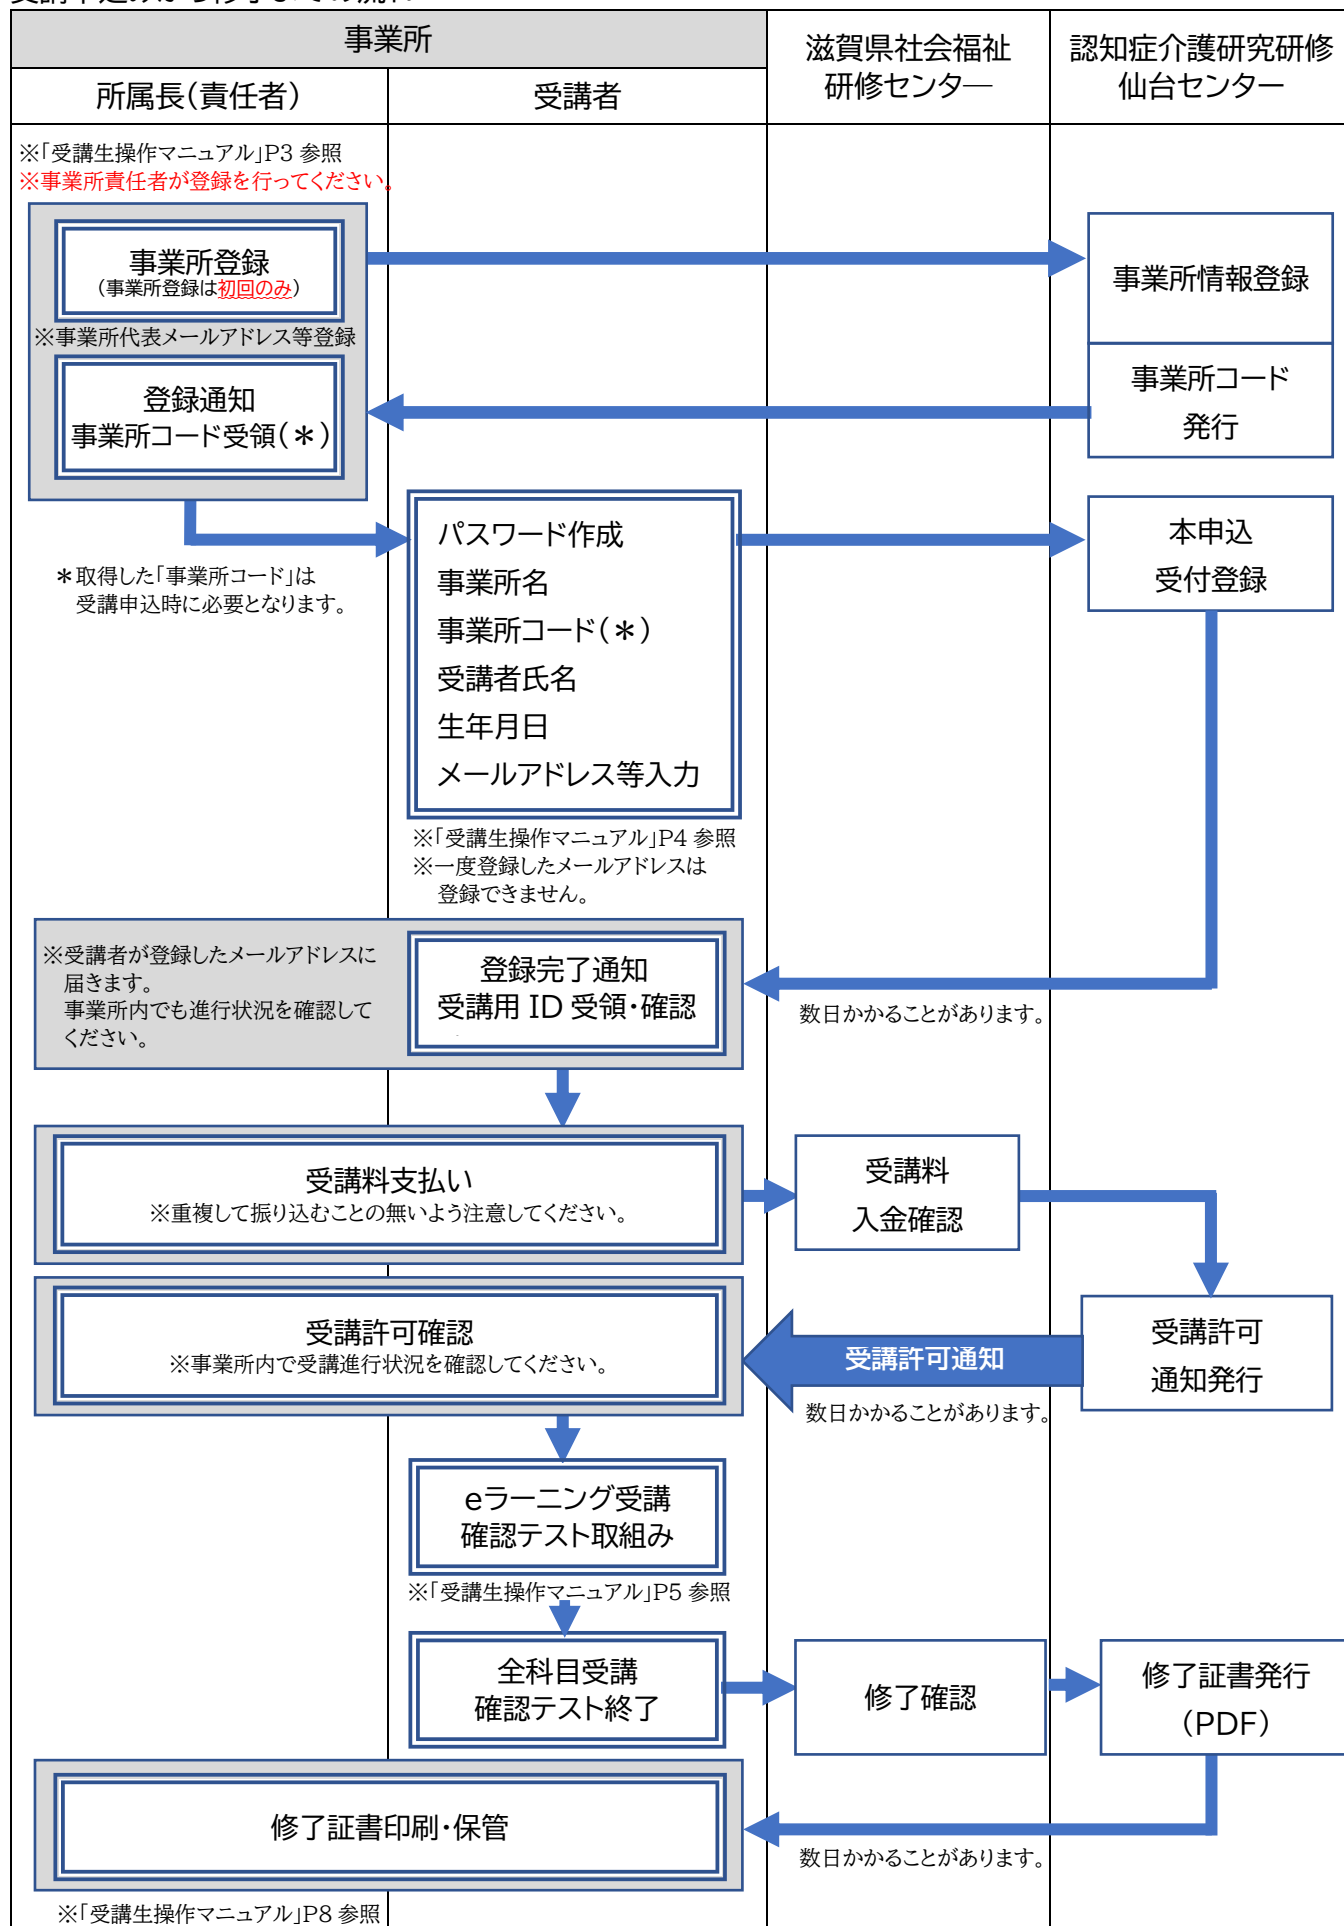 受講申込みから修了までの流れ
事業所
滋賀県社会福祉
研修センター
認知症介護研究研修
仙台センター
所属長(責任者)
受講者
※「受講生操作マニュアル」P3 参照
※事業所責任者が登録を行ってください。
事業所登録
(事業所登録は初回のみ)
※事業所代表メールアドレス等登録
登録通知
事業所コード受領(＊)
事業所情報登録
事業所コード
発行
＊取得した「事業所コード」は
受講申込時に必要となります。
パスワード作成
事業所名
事業所コード(＊)
受講者氏名
生年月日
メールアドレス等入力
本申込
受付登録
※「受講生操作マニュアル」P4 参照
※一度登録したメールアドレスは
登録できません。
※受講者が登録したメールアドレスに
届きます。
事業所内でも進行状況を確認して
ください。
登録完了通知
受講用 ID 受領・確認
数日かかることがあります。
受講料支払い
※重複して振り込むことの無いよう注意してください。
受講料
入金確認
受講許可確認
※事業所内で受講進行状況を確認してください。
受講許可通知
数日かかることがあります。
受講許可
通知発行
eラーニング受講
確認テスト取組み
※「受講生操作マニュアル」P5 参照
全科目受講
確認テスト終了
修了確認
修了証書発行
(PDF)
修了証書印刷・保管
数日かかることがあります。
※「受講生操作マニュアル」P8 参照